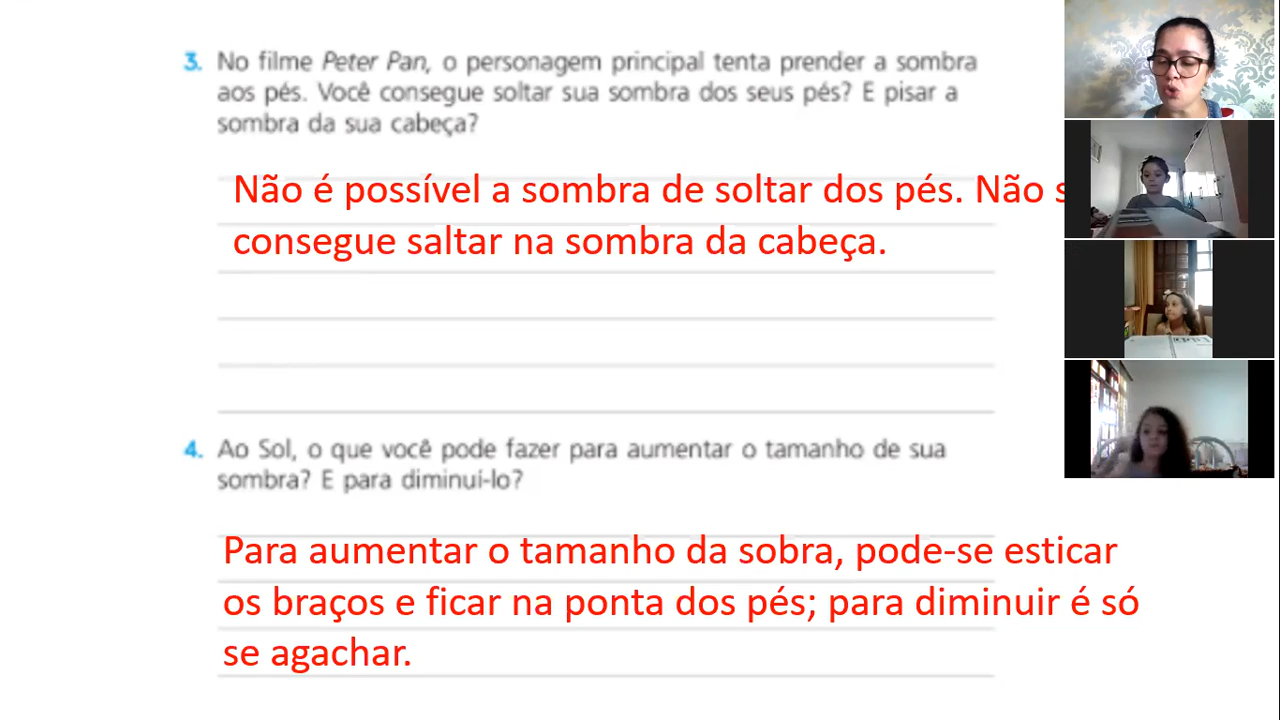 3. No filme Peter Pan, o personagem principal tenta prender a sombra
aos pés. Você consegue soltar sua sombra dos seus pés? E pisar a
sombra da sua cabeça?
Não é possível a sombra de soltar dos pés. Não
consegue saltar na sombra da cabeça.
4. Ao Sol, o que você pode fazer para aumentar o tamanho de sua
sombra? E para diminuí-lo?
Para aumentar o tamanho da sobra, pode-se esticar
os braços e ficar na ponta dos pés; para diminuir é só
se agachar.